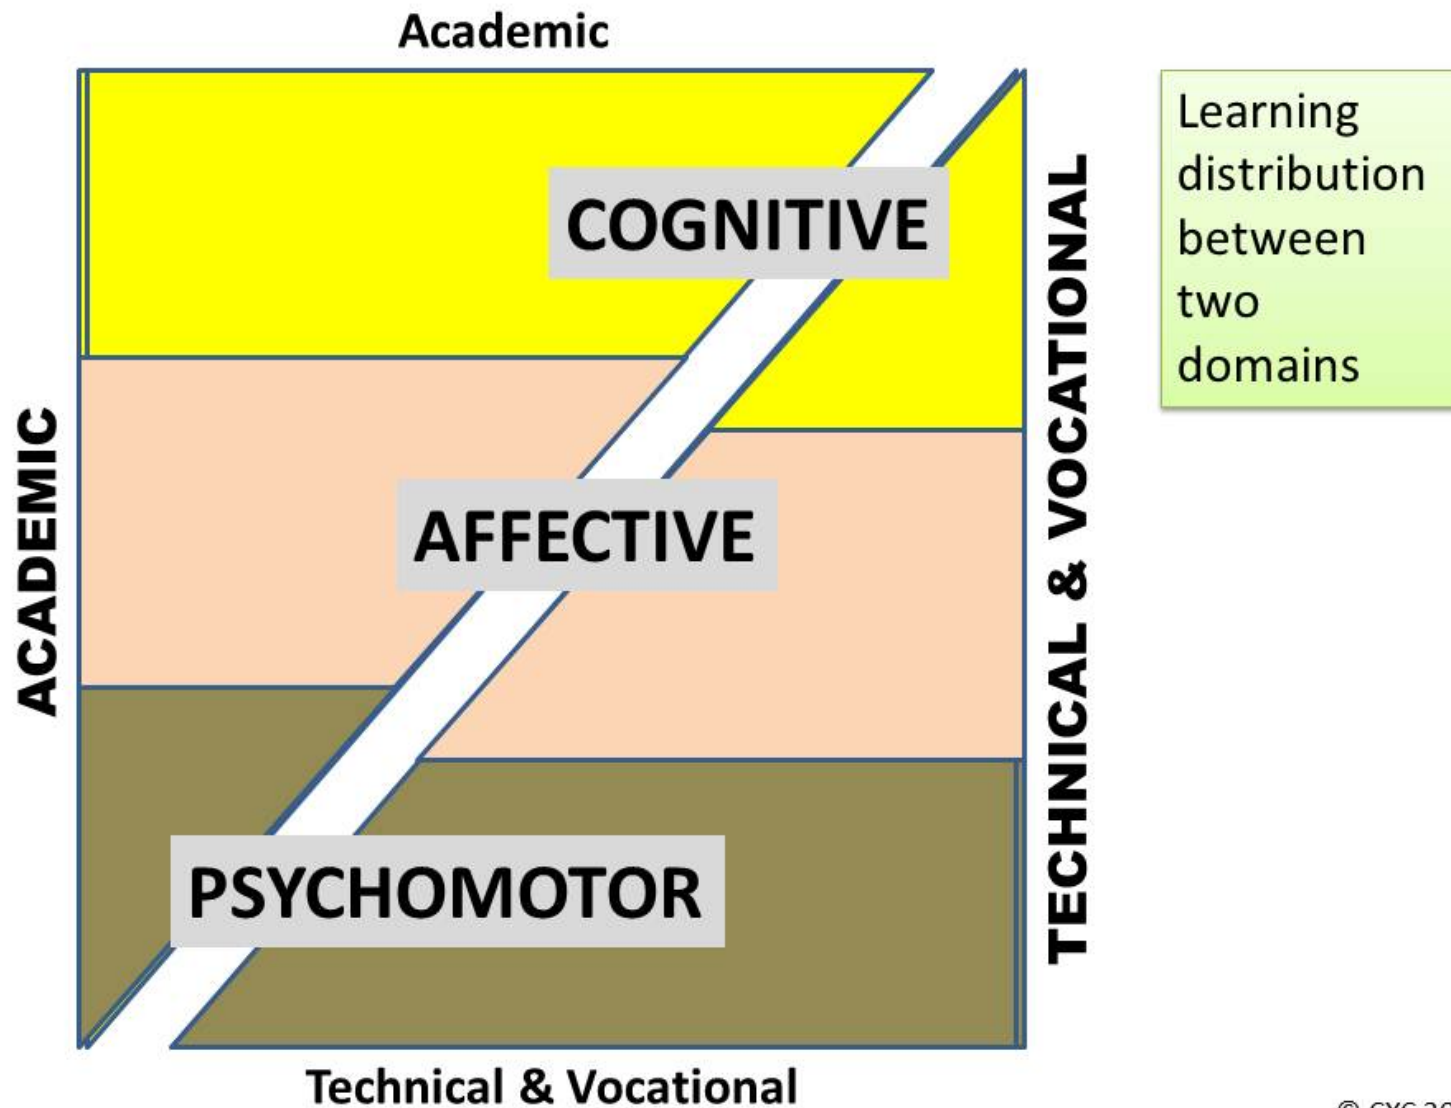 Academic
COGNITIVE
AFFECTIVE
PSYCHOMOTOR
ACADEMIC
TECHNICAL & VOCATIONAL
Technical & Vocational
Learning
distribution
between
two
domains